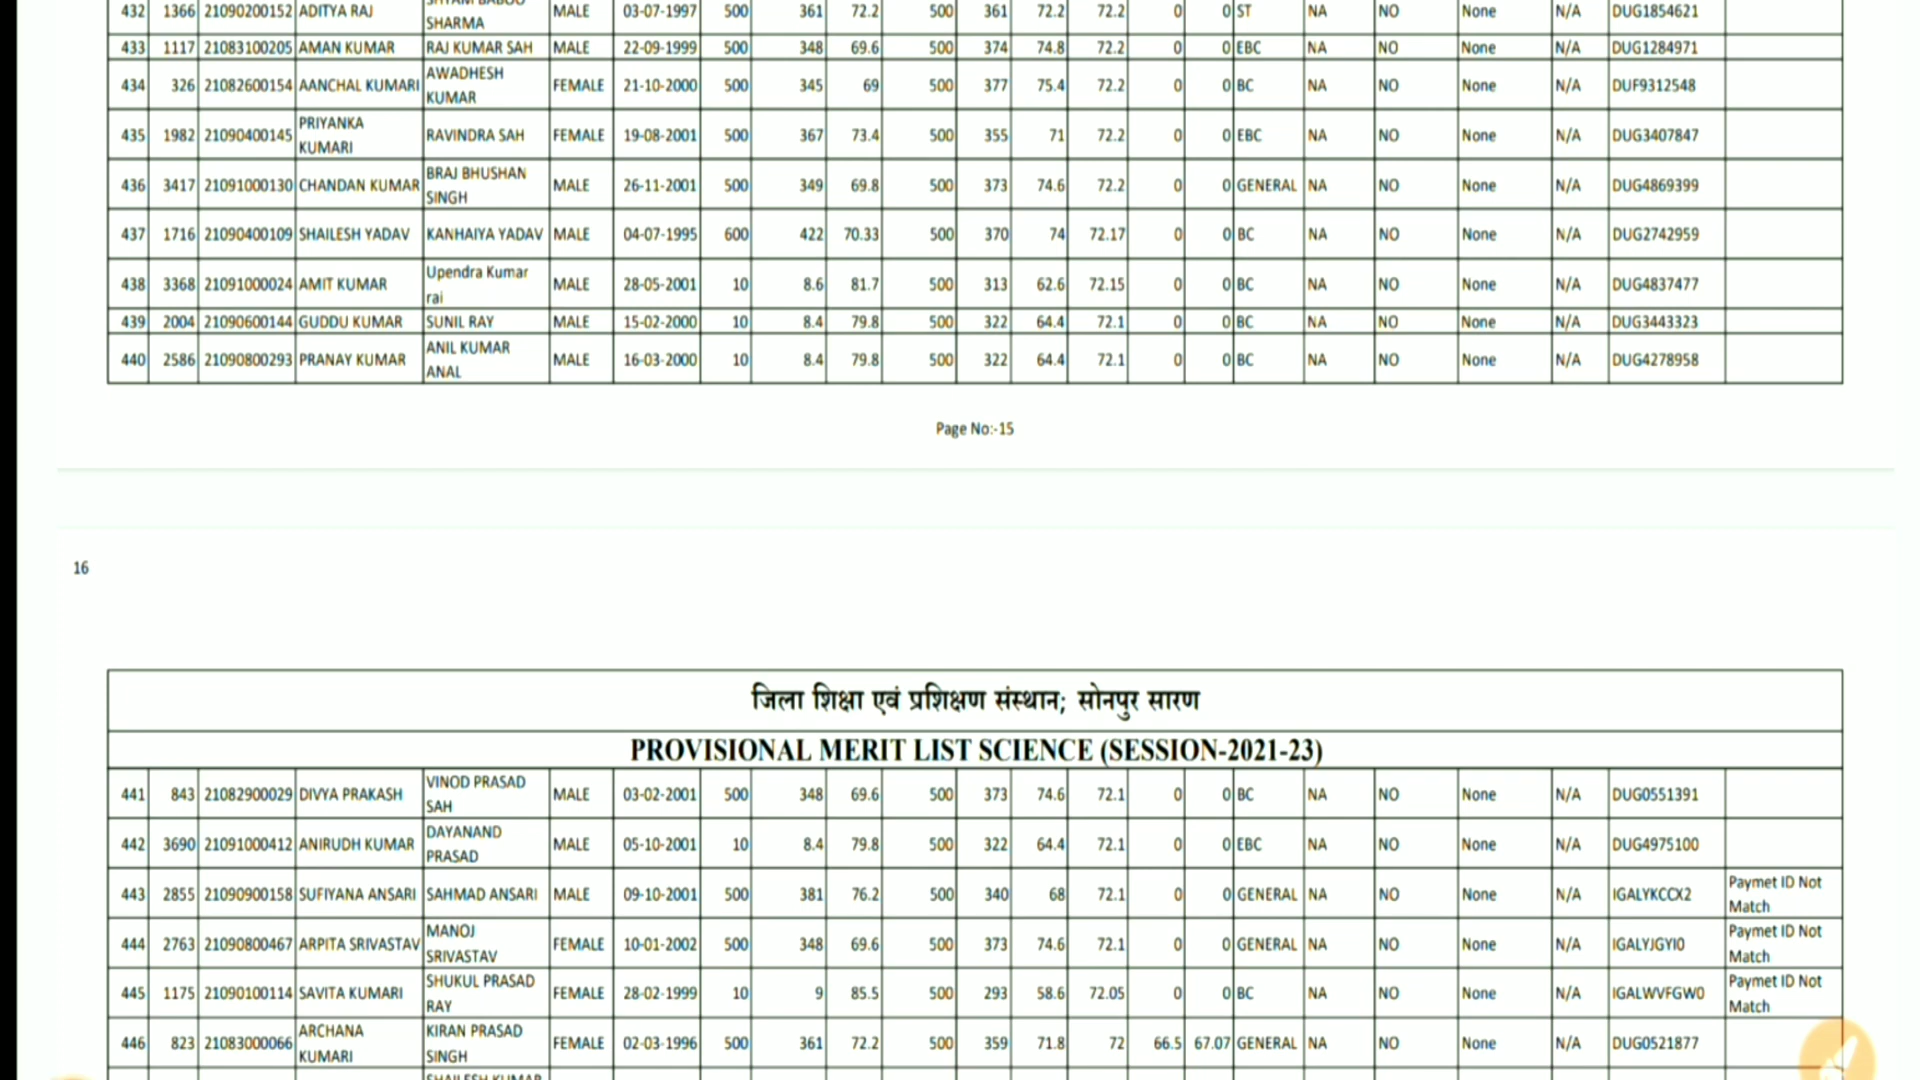 432 1366 21090200152 ADITYA RAJ SHYAM BABOO SHARMA MALE 03-07-1997 500 361 72.2 500 361 72.2 72.2 0 0 ST NA NO None N/A DUG1854621
433 1117 21083100205 AMAN KUMAR RAJ KUMAR SAH MALE 22-09-1999 500 348 69.6 500 374 74.8 72.2 0 0 EBC NA NO None N/A DUG1284971
434 326 21082600154 AANCHAL KUMARI AWADHESH KUMAR FEMALE 21-10-2000 500 345 69 500 377 75.4 72.2 0 0 BC NA NO None N/A DUF9312548
435 1982 21090400145 PRIYANKA KUMARI RAVINDRA SAH FEMALE 19-08-2001 500 367 73.4 500 355 71 72.2 0 0 EBC NA NO None N/A DUG3407847
436 3417 21091000130 CHANDAN KUMAR BRAJ BHUSHAN SINGH MALE 26-11-2001 500 349 69.8 500 373 74.6 72.2 0 0 GENERAL NA NO None N/A DUG4869399
437 1716 21090400109 SHAILESH YADAV KANHAIYA YADAV MALE 04-07-1995 600 422 70.33 500 370 74 72.17 0 0 BC NA NO None N/A DUG2742959
438 3368 21091000024 AMIT KUMAR Upendra Kumar rai MALE 28-05-2001 10 8.6 81.7 500 313 62.6 72.15 0 0 BC NA NO None N/A DUG4837477
439 2004 21090600144 GUDDU KUMAR SUNIL RAY MALE 15-02-2000 10 8.4 79.8 500 322 64.4 72.1 0 0 BC NA NO None N/A DUG3443323
440 2586 21090800293 PRANAY KUMAR ANIL KUMAR ANAL MALE 16-03-2000 10 8.4 79.8 500 322 64.4 72.1 0 0 BC NA NO None N/A DUG4278958
Page No:-15
16
जिला शिक्षा एवं प्रशिक्षण संस्थान; सोनपुर सारण
PROVISIONAL MERIT LIST SCIENCE (SESSION-2021-23)
441 843 21082900029 DIVYA PRAKASH VINOD PRASAD SAH MALE 03-02-2001 500 348 69.6 500 373 74.6 72.1 0 0 BC NA NO None N/A DUG0551391
442 3690 21091000412 ANIRUDH KUMAR DAYANAND PRASAD MALE 05-10-2001 10 8.4 79.8 500 322 64.4 72.1 0 0 EBC NA NO None N/A DUG4975100
443 2855 21090900158 SUFIYANA ANSARI SAHMAD ANSARI MALE 09-10-2001 500 381 76.2 500 340 68 72.1 0 0 GENERAL NA NO None N/A IGALYKCCX2 Paymet ID Not Match
444 2763 21090800467 ARPITA SRIVASTAV MANOJ SRIVASTAV FEMALE 10-01-2002 500 348 69.6 500 373 74.6 72.1 0 0 GENERAL NA NO None N/A IGALYJGYI0 Paymet ID Not Match
445 1175 21090100114 SAVITA KUMARI SHUKUL PRASAD RAY FEMALE 28-02-1999 10 9 85.5 500 293 58.6 72.05 0 0 BC NA NO None N/A IGALWVFGW0 Paymet ID Not Match
446 823 21083000066 ARCHANA KUMARI KIRAN PRASAD SINGH FEMALE 02-03-1996 500 361 72.2 500 359 71.8 72 66.5 67.07 GENERAL NA NO None N/A DUG0521877
SHAILESH KUMAR